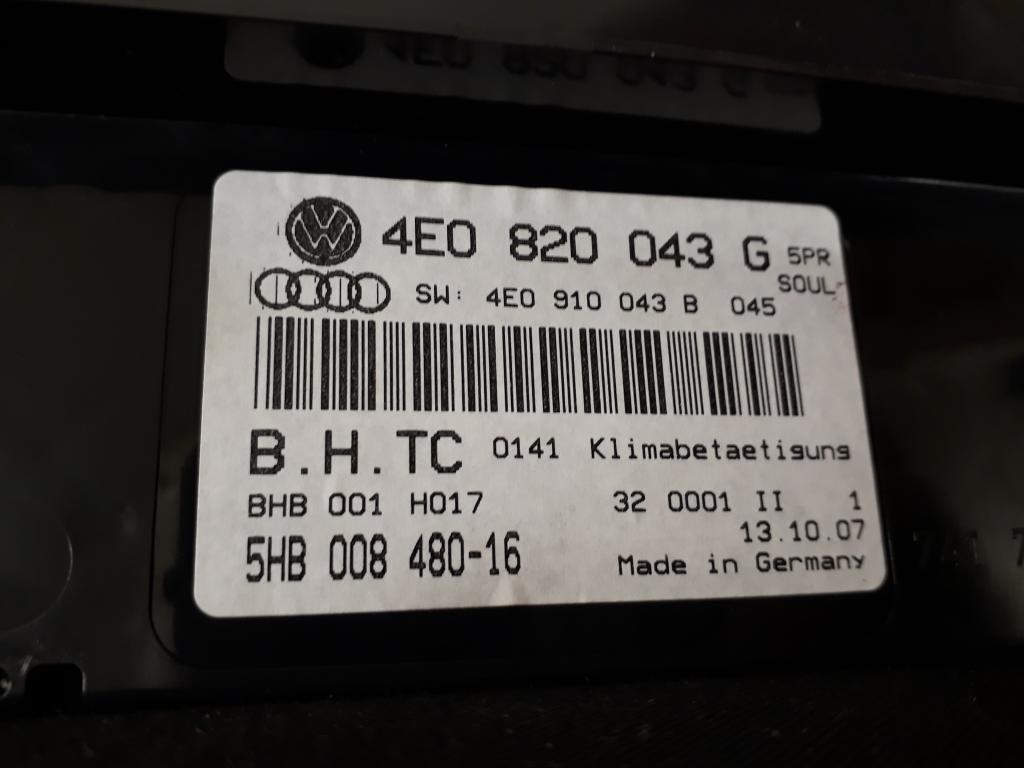 4E0 820 043 G 5PR
SOUL
SW: 4E0 910 043 B 045
B.H.TC 0141 Klimabetaetigung
BHB 001 H017 32 0001 II 1
13.10.07
5HB 008 480-16 Made in Germany